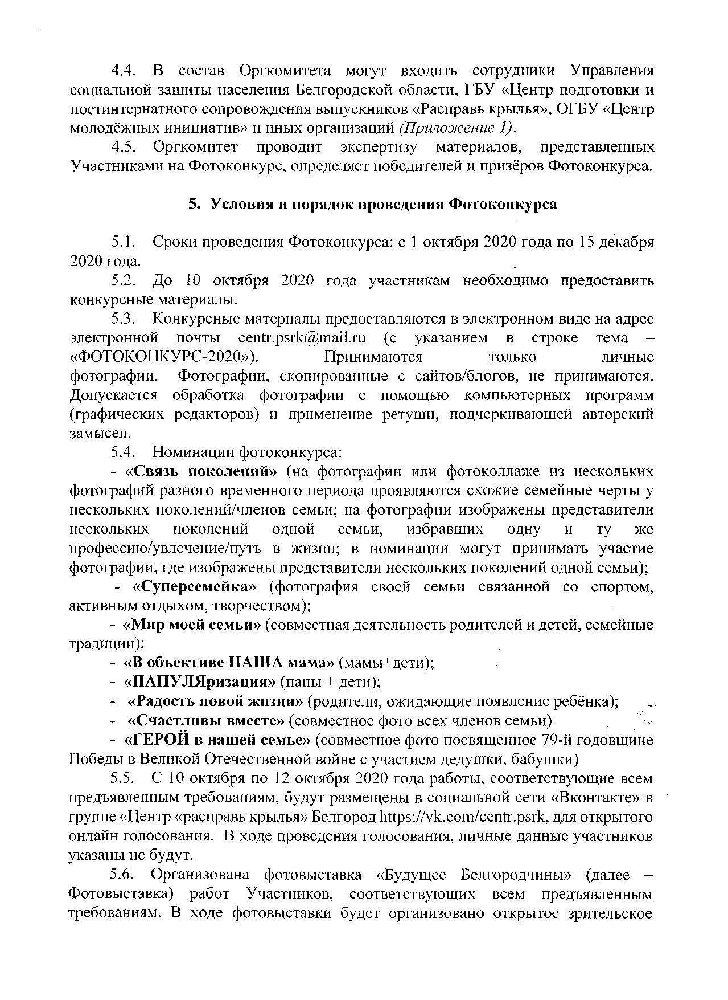 4.4. В состав Оргкомитета могут входить сотрудники Управления
социальной защиты населения Белгородской области, ГБУ «Центр подготовки и
постинтернатного сопровождения выпускников «Расправь крылья», ОГБУ «Центр
молодёжных инициатив» и иных организаций (Приложение 1).
4.5. Оргкомитет проводит экспертизу материалов, представленных
Участниками на Фотоконкурс, определяет победителей и призёров Фотоконкурса.
5. Условия и порядок проведения Фотоконкурса
5.1. Сроки проведения Фотоконкурса: с 1 октября 2020 года по 15 декабря
2020 года.
5.2. До 10 октября 2020 года участникам необходимо предоставить
конкурсные материалы.
5.3. Конкурсные материалы предоставляются в электронном виде на адрес
электронной почты centr.psrk@mail.ru (с указанием в строке тема –
«ФОТОКОНКУРС-2020»). Принимаются только личные
фотографии. Фотографии, скопированные с сайтов/блогов, не принимаются.
Допускается обработка фотографии с помощью компьютерных программ
(графических редакторов) и применение ретуши, подчеркивающей авторский
замысел.
5.4. Номинации фотоконкурса:
- «Связь поколений» (на фотографии или фотоколлаже из нескольких
фотографий разного временного периода проявляются схожие семейные черты у
нескольких поколений/членов семьи; на фотографии изображены представители
нескольких поколений одной семьи, избравших одну и ту же
профессию/увлечение/путь в жизни; в номинации могут принимать участие
фотографии, где изображены представители нескольких поколений одной семьи);
- «Суперсемейка» (фотография своей семьи связанной со спортом,
активным отдыхом, творчеством);
- «Мир моей семьи» (совместная деятельность родителей и детей, семейные
традиции);
- «В объективе НАША мама» (мамы+дети);
- «ПАПУЛЯризация» (папы + дети);
- «Радость новой жизни» (родители, ожидающие появление ребёнка);
- «Счастливы вместе» (совместное фото всех членов семьи)
- «ГЕРОЙ в нашей семье» (совместное фото посвященное 79-й годовщине
Победы в Великой Отечественной войне с участием дедушки, бабушки)
5.5. С 10 октября по 12 октября 2020 года работы, соответствующие всем
предъявленным требованиям, будут размещены в социальной сети «Вконтакте» в
группе «Центр «расправь крылья» Белгород https://vk.com/centr.psrk, для открытого
онлайн голосования. В ходе проведения голосования, личные данные участников
указаны не будут.
5.6. Организована фотовыставка «Будущее Белгородчины» (далее –
Фотовыставка) работ Участников, соответствующих всем предъявленным
требованиям. В ходе фотовыставки будет организовано открытое зрительское